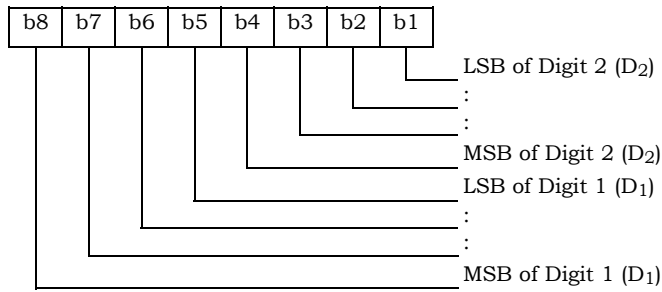 b8 b7 b6 b5 b4 b3 b2 b1
LSB of Digit 2 (D2)
:
:
MSB of Digit 2 (D2)
LSB of Digit 1 (D1)
:
:
MSB of Digit 1 (D1)